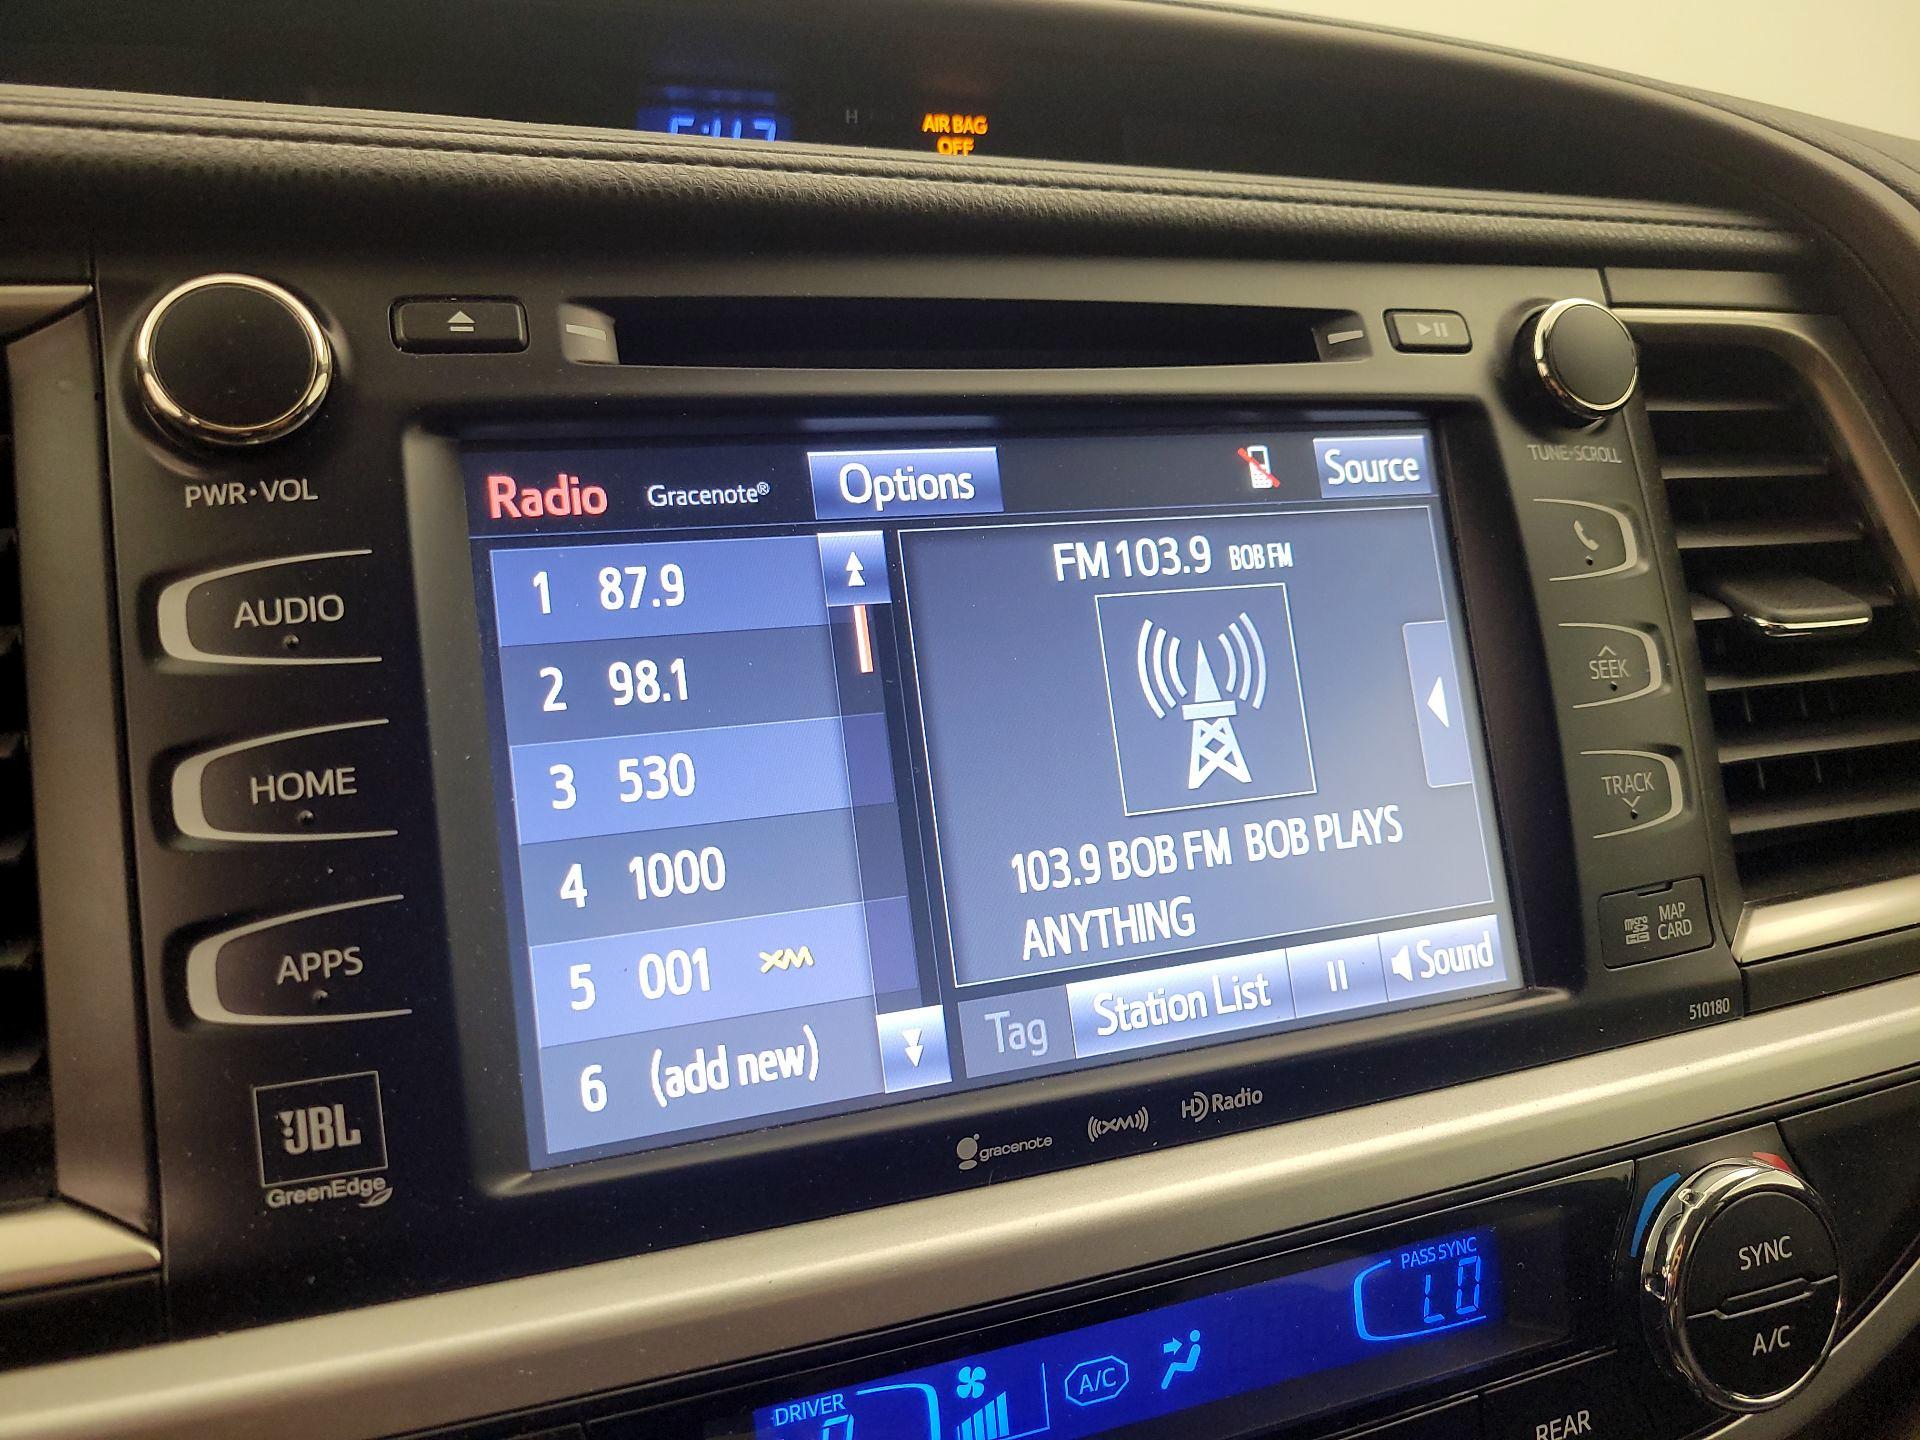 AIR BAG
OFF
PWR•VOL
AUDIO
HOME
APPS
JBL
GreenEdge
Radio Gracenote® Options Source
1 87.9
2 98.1
3 530
4 1000
5 001 XM
6 (add new)
FM 103.9 BOB FM
103.9 BOB FM BOB PLAYS
ANYTHING
Tag Station List Sound
gracenote ((XM)) HD Radio
TUNE•SCROLL
SEEK
TRACK
micro SD HC
MAP
CARD
510180
PASS SYNC
LO
DRIVER
A/C
SYNC
A/C
REAR